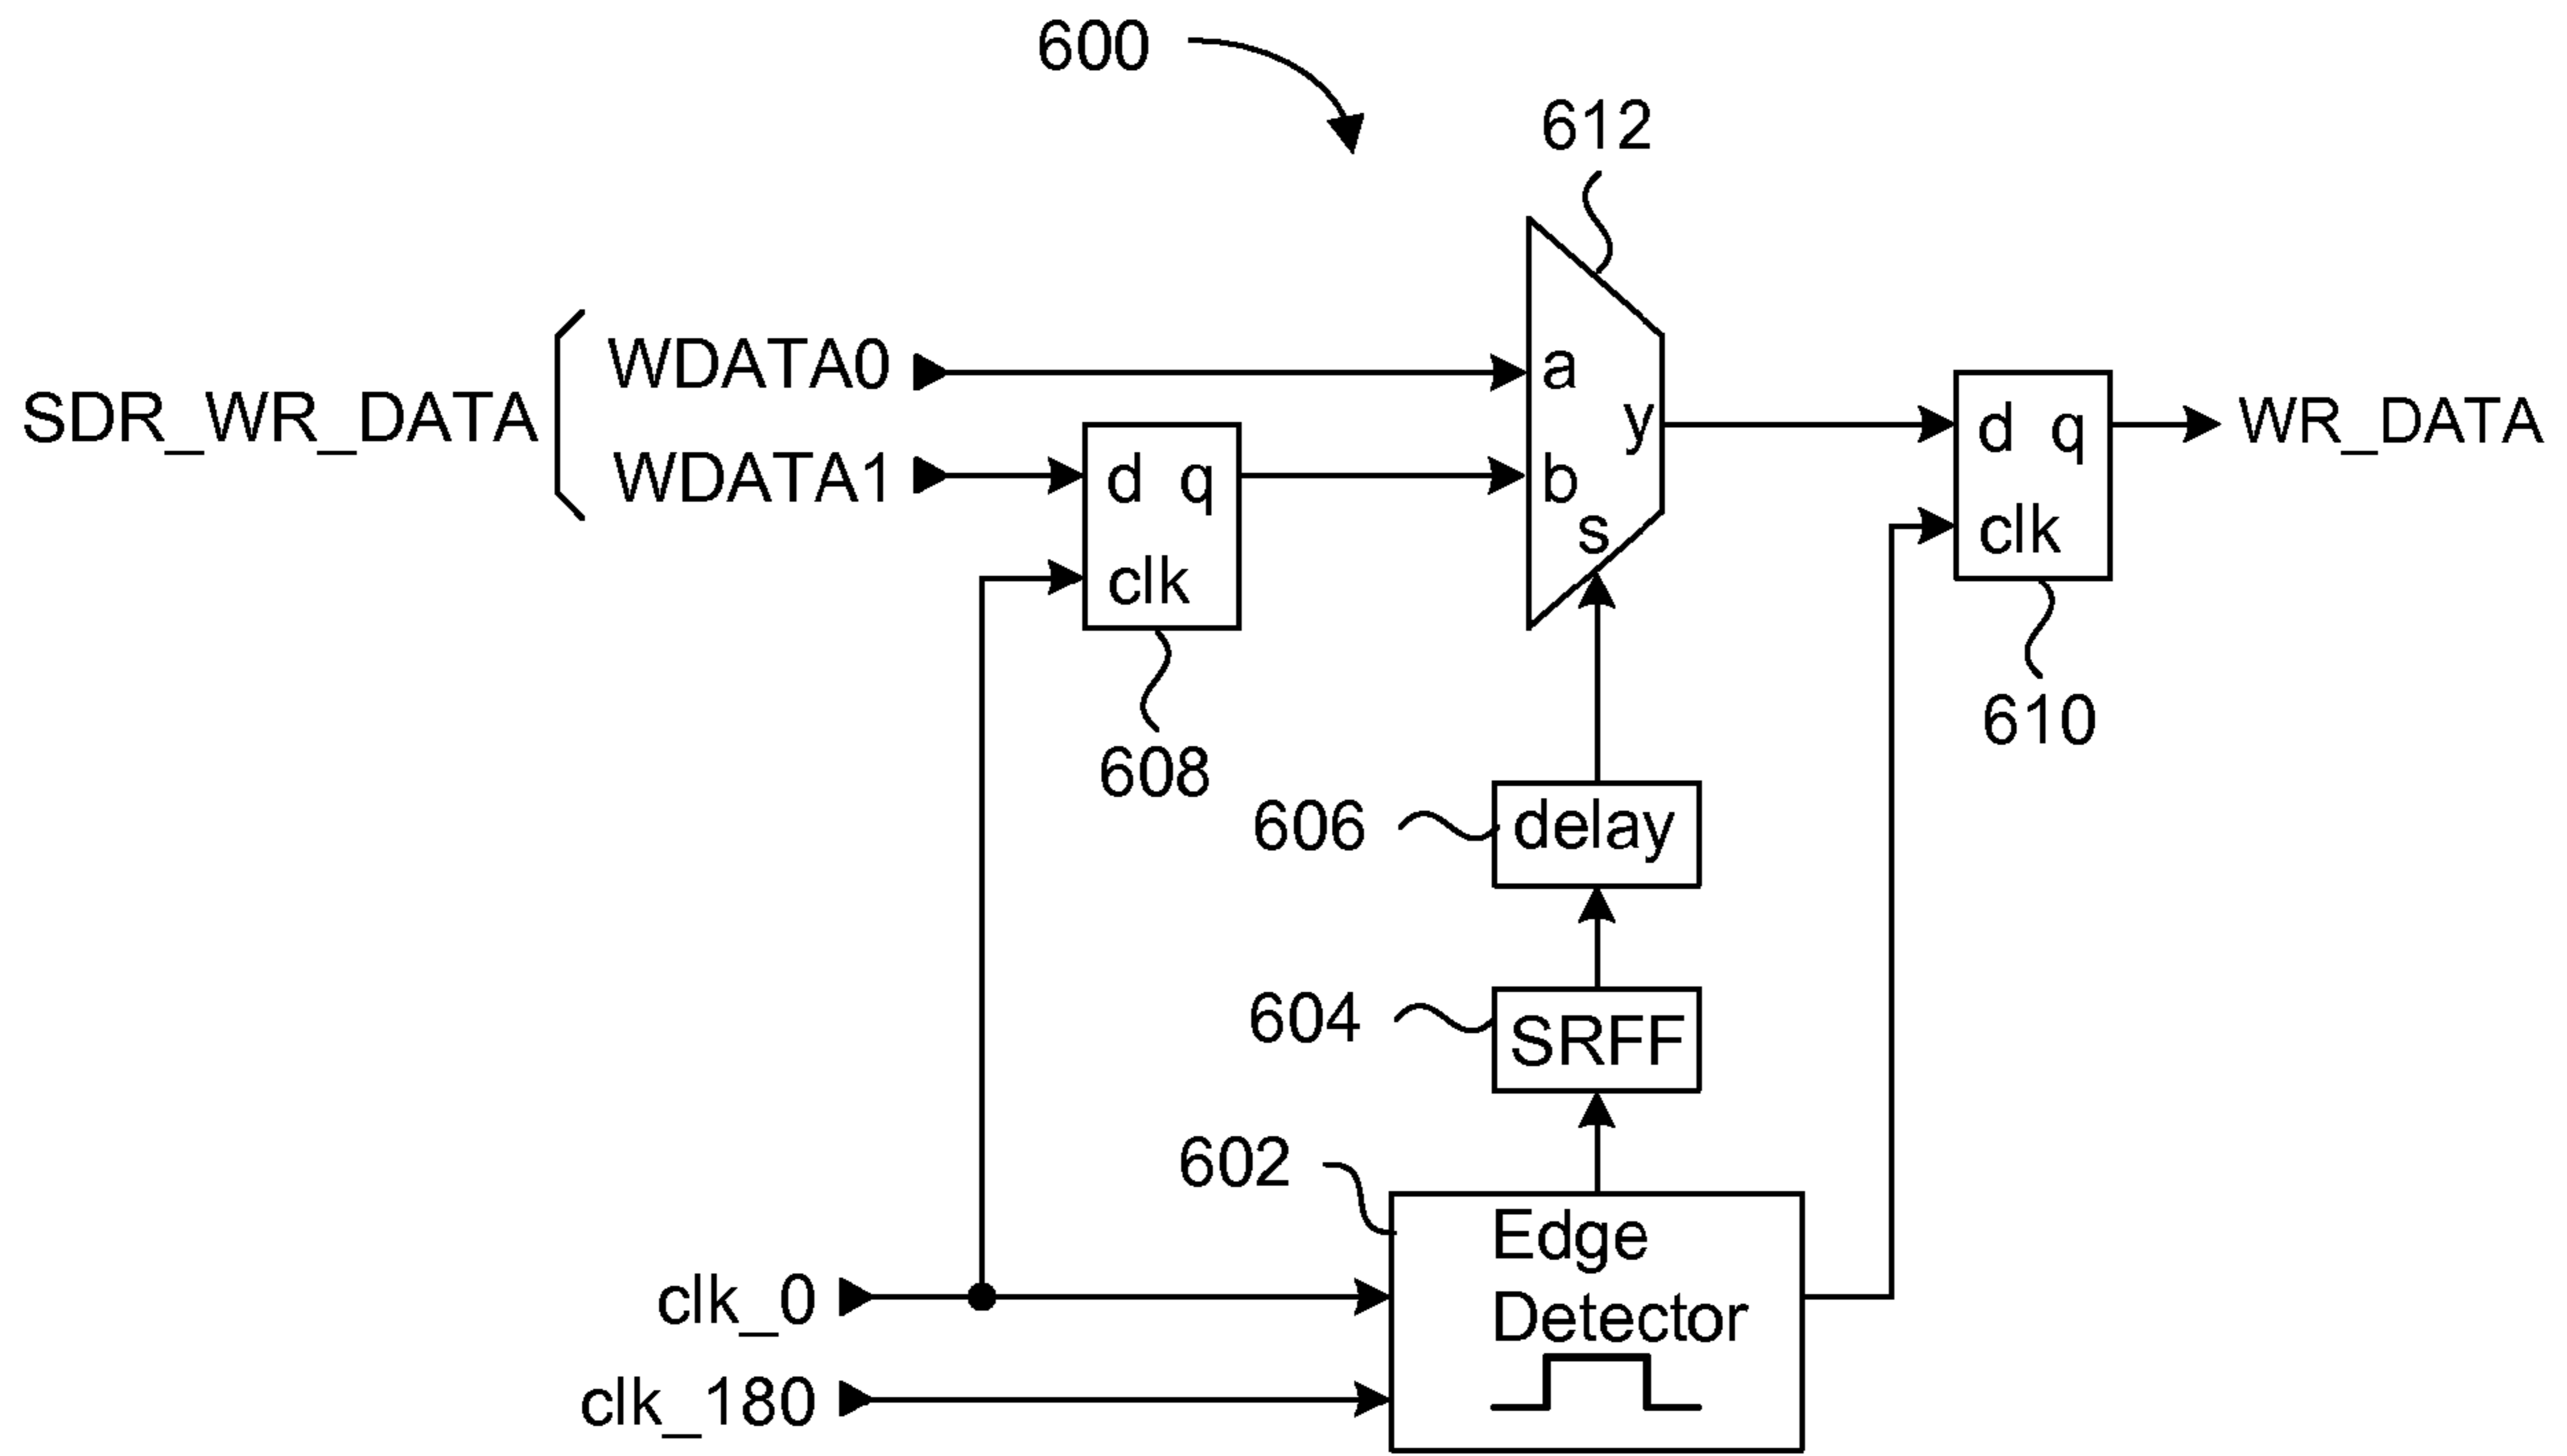 600
612
SDR_WR_DATA
WDATA0
WDATA1
a
b
y
s
d q
clk
608
d q
clk
WR_DATA
610
606
delay
604
SRFF
602
Edge
Detector
clk_0
clk_180